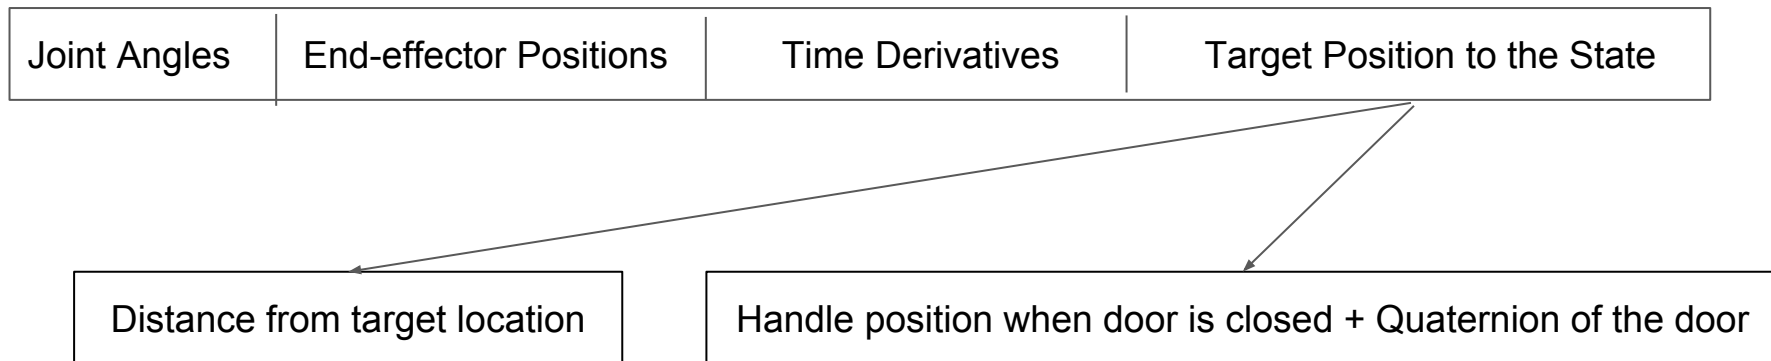 Joint Angles End-effector Positions Time Derivatives Target Position to the State
Distance from target location Handle position when door is closed + Quaternion of the door